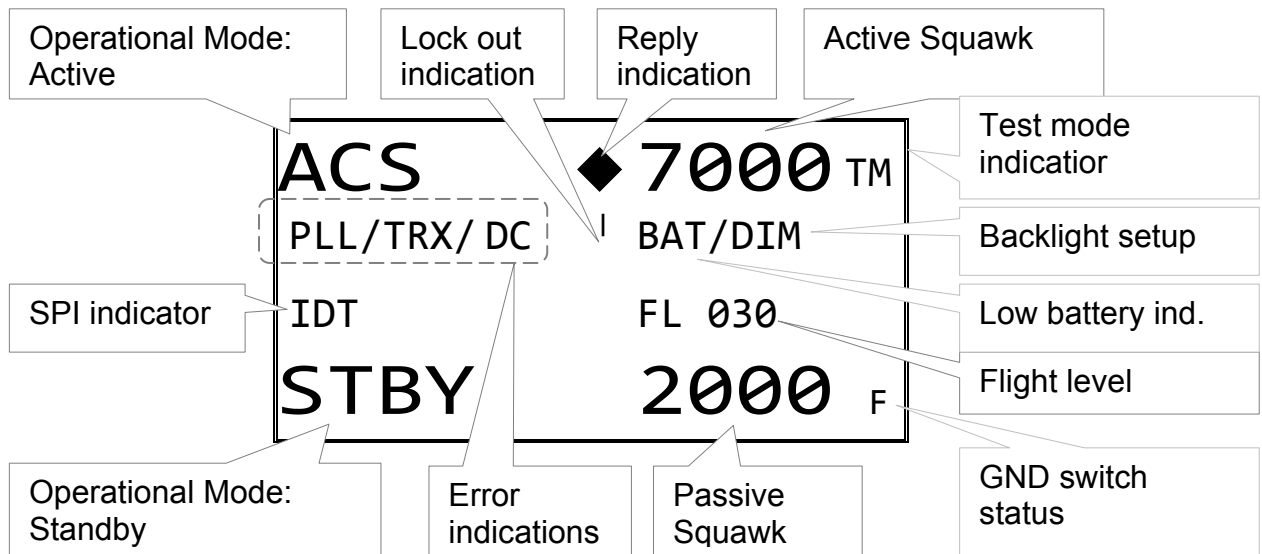 Operational Mode:
Active
Lock out
indication
Reply
indication
Active Squawk
Test mode
indicatior
ACS ◆ 7000 TM
PLL/TRX/ DC ı BAT/DIM
Backlight setup
SPI indicator
IDT FL 030
Low battery ind.
Flight level
STBY 2000 F
Operational Mode:
Standby
Error
indications
Passive
Squawk
GND switch
status